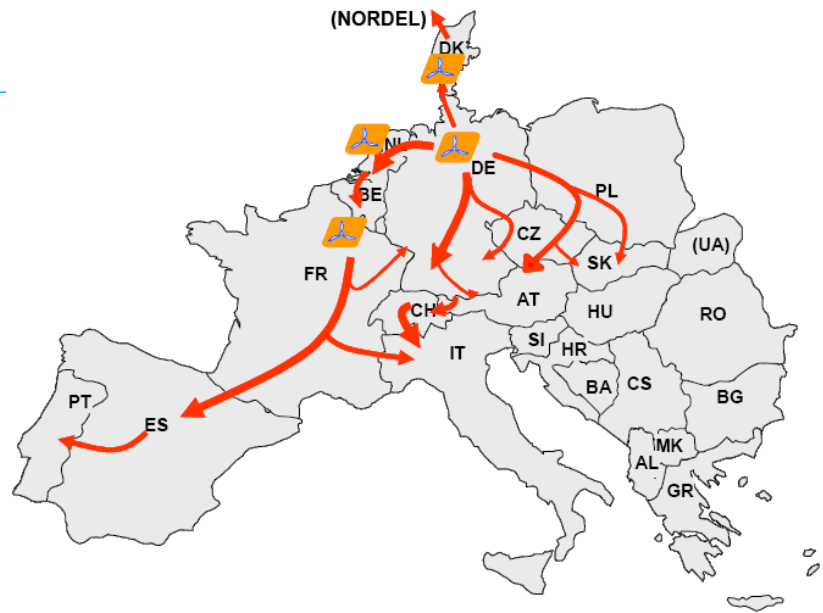 (NORDEL)
DK
NL
DE
BE
PL
CZ
(UA)
SK
FR
AT
CH
HU
RO
SI
HR
IT
BA
CS
BG
PT
ES
MK
AL
GR